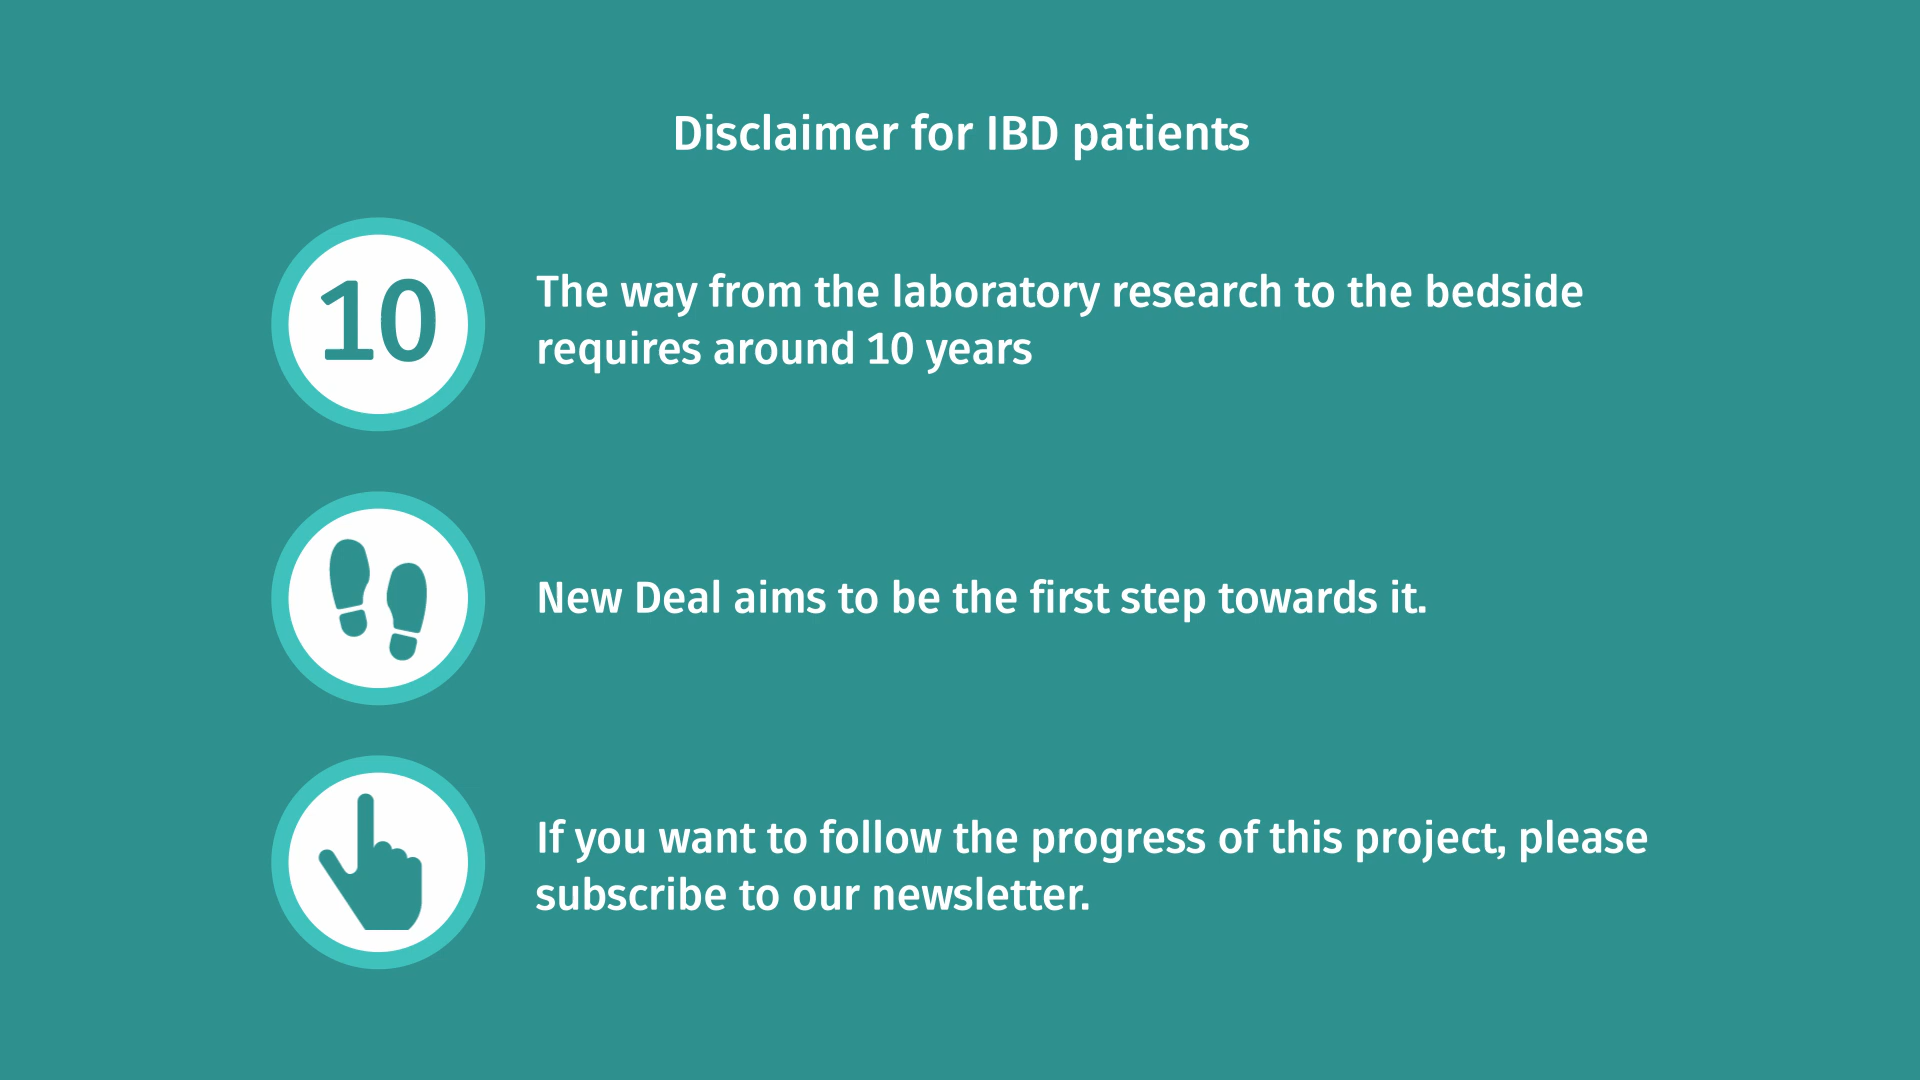 Disclaimer for IBD patients
10
The way from the laboratory research to the bedside
requires around 10 years
New Deal aims to be the first step towards it.
If you want to follow the progress of this project, please
subscribe to our newsletter.